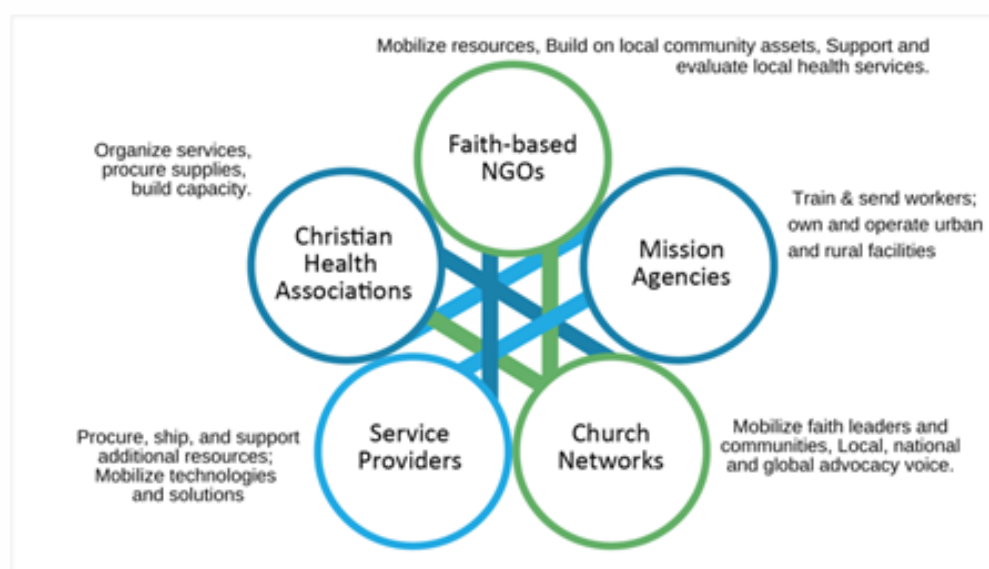 Mobilize resources, Build on local community assets, Support and
evaluate local health services.
Faith-based
NGOs
Organize services,
procure supplies,
build capacity.
Christian
Health
Associations
Mission
Agencies
Train & send workers;
own and operate urban
and rural facilities
Procure, ship, and support
additional resources;
Mobilize technologies
and solutions
Service
Providers
Church
Networks
Mobilize faith leaders and
communities, Local, national
and global advocacy voice.